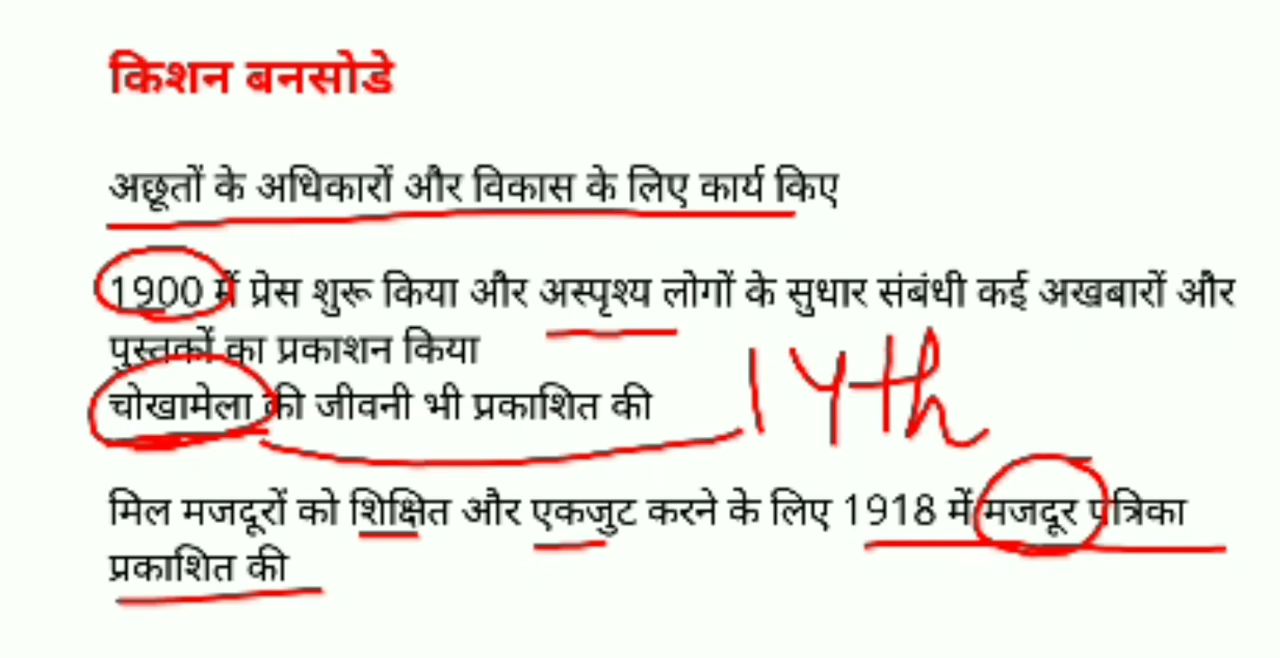 किशन बनसोडे
अछूतों के अधिकारों और विकास के लिए कार्य किए
1900 में प्रेस शुरू किया और अस्पृश्य लोगों के सुधार संबंधी कई अखबारों और
पुस्तकों का प्रकाशन किया
चोखामेला की जीवनी भी प्रकाशित की
14th
मिल मजदूरों को शिक्षित और एकजुट करने के लिए 1918 में मजदूर पत्रिका
प्रकाशित की